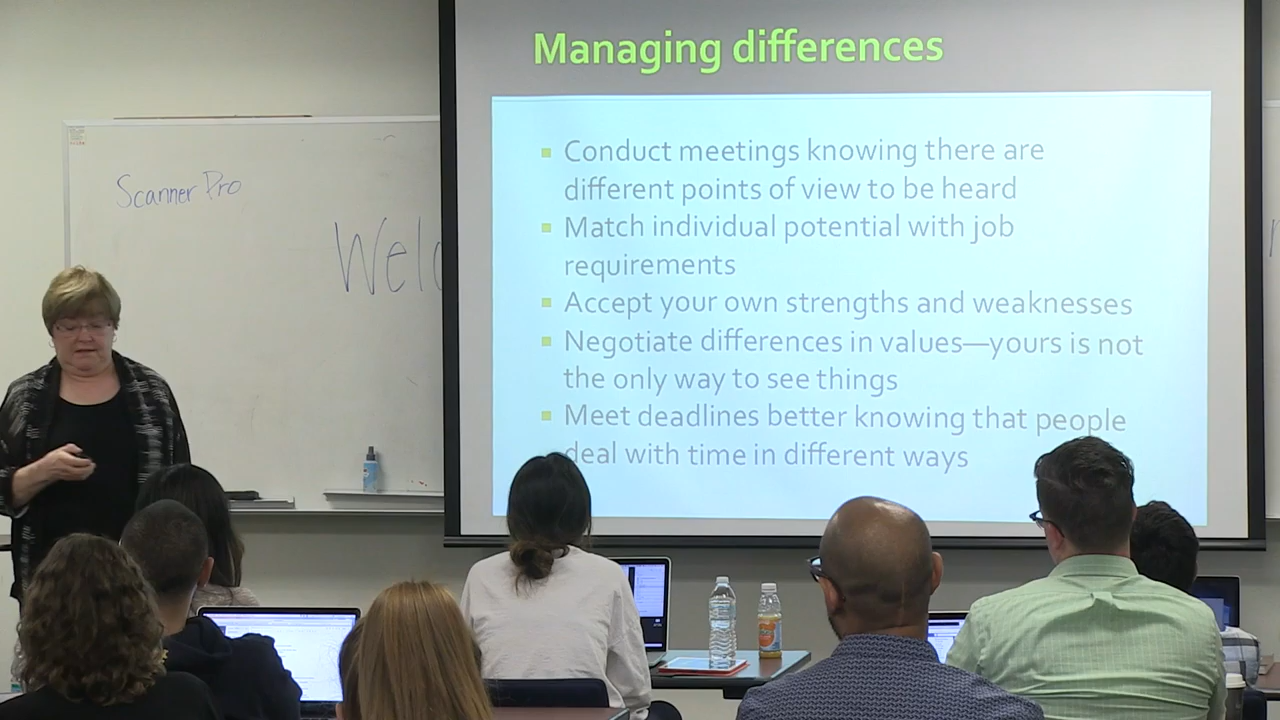 Managing differences
Conduct meetings knowing there are
different points of view to be heard
Match individual potential with job
requirements
Accept your own strengths and weaknesses
Negotiate differences in values—yours is not
the only way to see things
Meet deadlines better knowing that people
deal with time in different ways
Scanner Pro
Welc